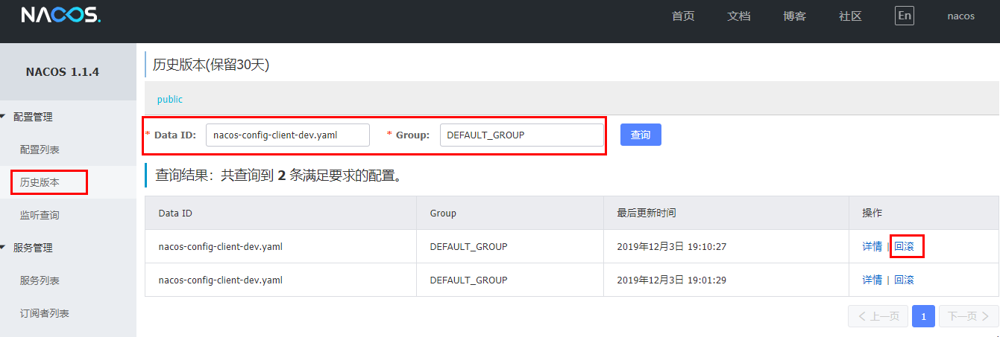 NACOS.
首页 文档 博客 社区 En nacos
NACOS 1.1.4
配置管理
配置列表
历史版本
监听查询
服务管理
服务列表
订阅者列表
历史版本(保留30天)
public
* Data ID: nacos-config-client-dev.yaml * Group: DEFAULT_GROUP 查询
查询结果：共查询到 2 条满足要求的配置。
Data ID Group 最后更新时间 操作
nacos-config-client-dev.yaml DEFAULT_GROUP 2019年12月3日 19:10:27 详情 | 回滚
nacos-config-client-dev.yaml DEFAULT_GROUP 2019年12月3日 19:01:29 详情 | 回滚
上一页 1 下一页